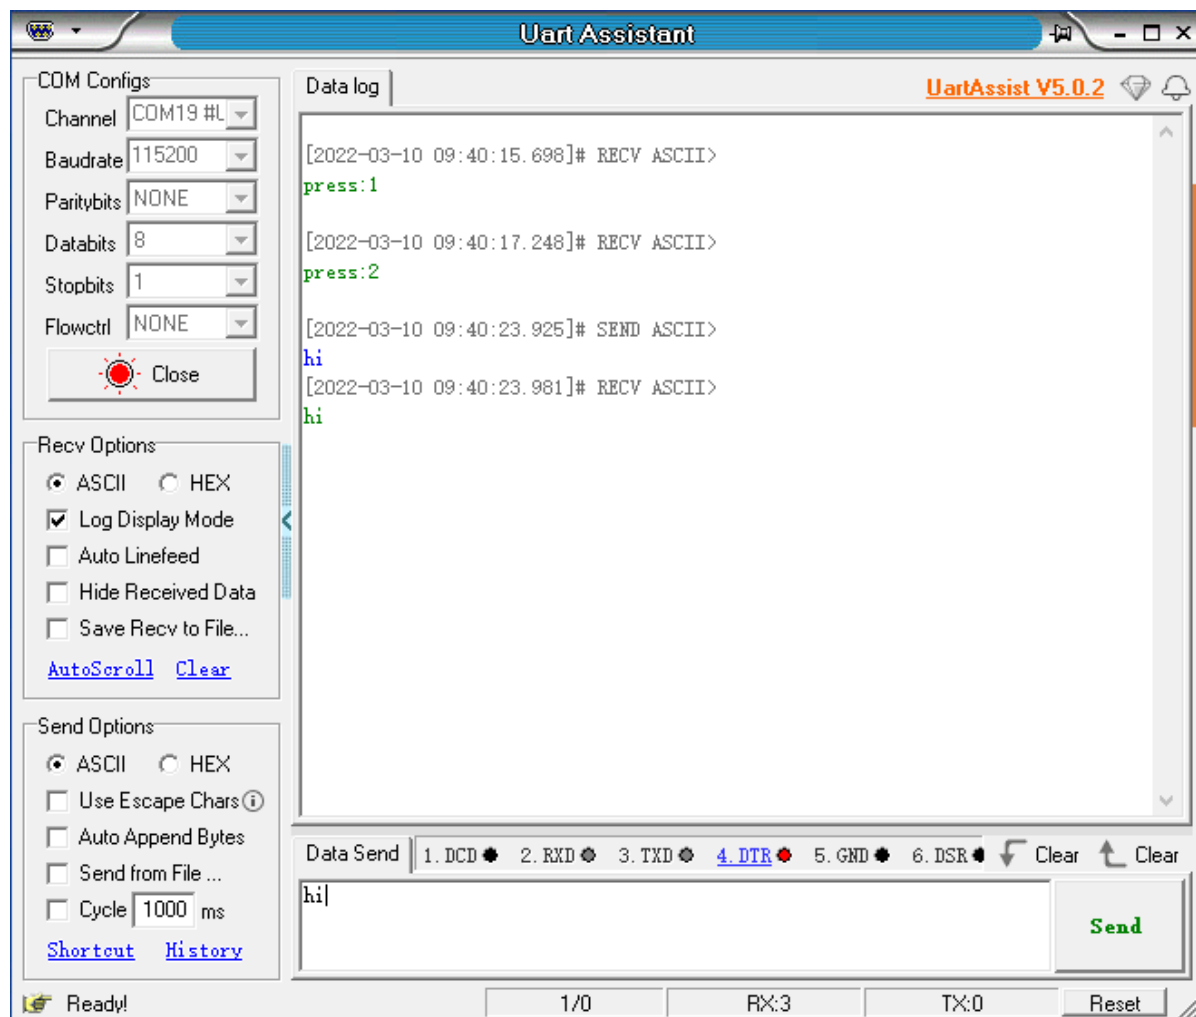 Uart Assistant
COM Configs
Channel COM19 #L
Baudrate 115200
Paritybits NONE
Databits 8
Stopbits 1
Flowctrl NONE
Close
Recv Options
ASCII HEX
Log Display Mode
Auto Linefeed
Hide Received Data
Save Recv to File...
AutoScroll Clear
Send Options
ASCII HEX
Use Escape Chars
Auto Append Bytes
Send from File ...
Cycle 1000 ms
Shortcut History
Data log UartAssist V5.0.2
[2022-03-10 09:40:15.698]# RECV ASCII>
press:1
[2022-03-10 09:40:17.248]# RECV ASCII>
press:2
[2022-03-10 09:40:23.925]# SEND ASCII>
hi
[2022-03-10 09:40:23.981]# RECV ASCII>
hi
Data Send 1. DCD 2. RXD 3. TXD 4. DTR 5. GND 6. DSR Clear Clear
hi
Send
Ready! 1/0 RX:3 TX:0 Reset